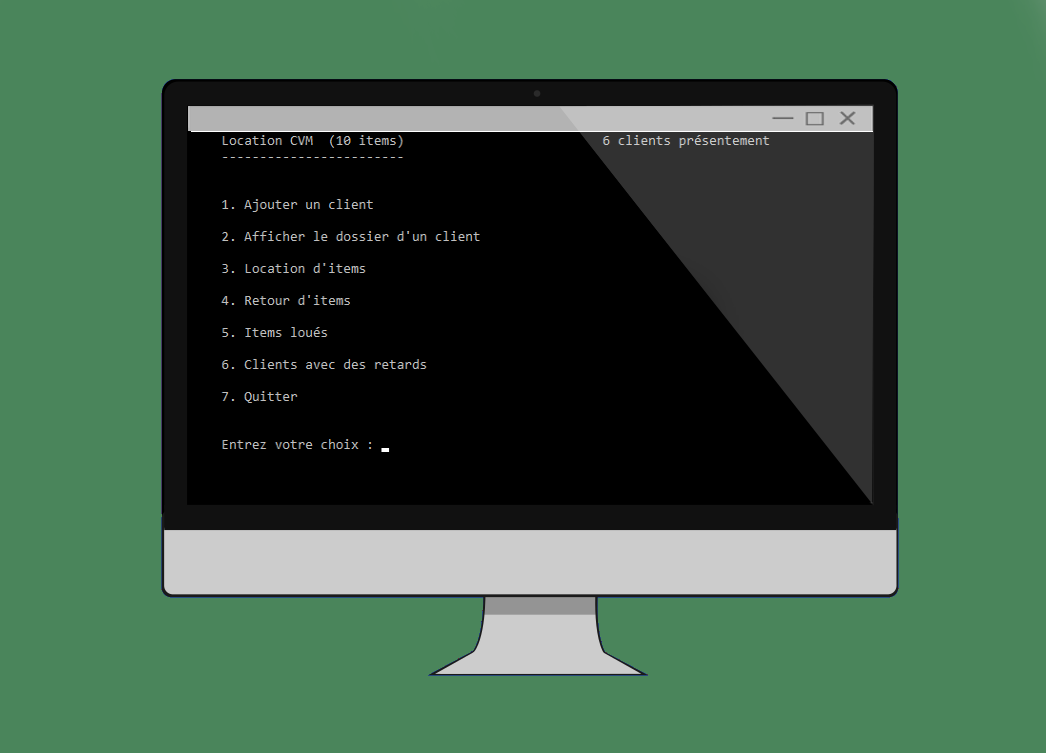 Location CVM  (10 items) 6 clients présentement
------------------------
1. Ajouter un client
2. Afficher le dossier d'un client
3. Location d'items
4. Retour d'items
5. Items loués
6. Clients avec des retards
7. Quitter
Entrez votre choix : _